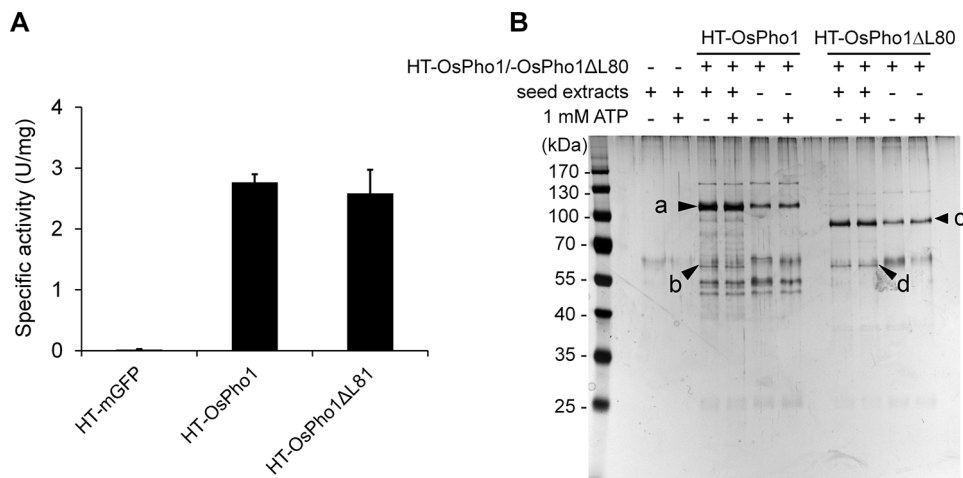 A
Specific activity (U/mg)
4
3
2
1
0
HT-mGFP
HT-OsPho1
HT-OsPho1ΔL81
B
HT-OsPho1 HT-OsPho1ΔL80
HT-OsPho1/-OsPho1ΔL80 - - + + + + + + + +
seed extracts + + + + - - + + - -
1 mM ATP - + - + - + - + - +
(kDa)
170 -
130 -
100 -
70 -
55 -
40 -
35 -
25 -
a
b
c
d